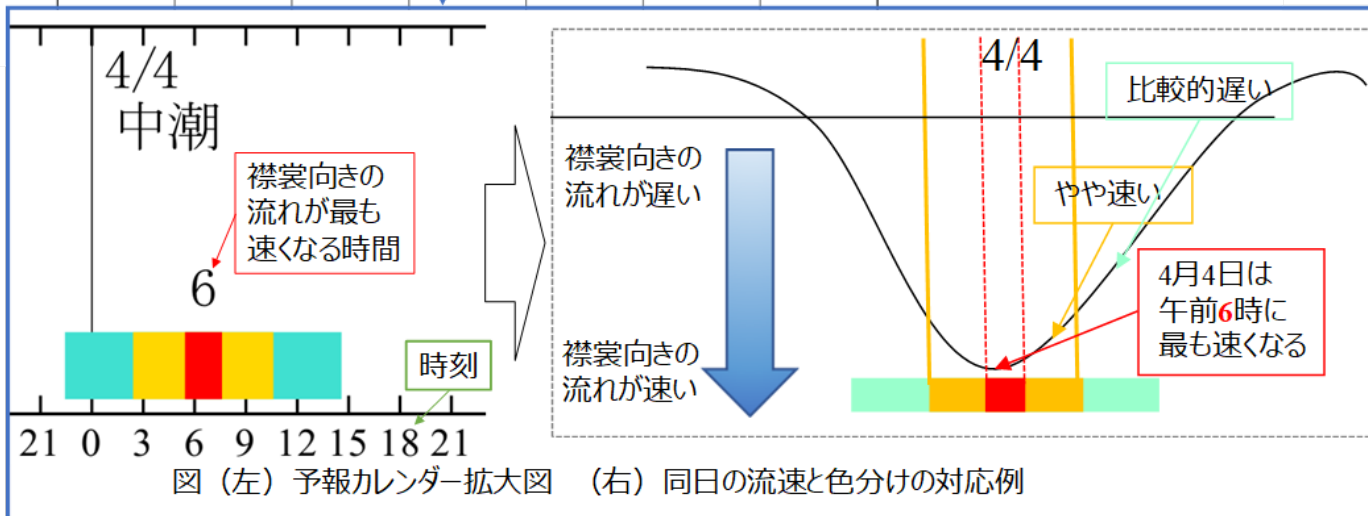 4/4
中潮
襟裳向きの
流れが最も
速くなる時間
6
時刻
21 0 3 6 9 12 15 18 21
4/4
比較的遅い
襟裳向きの
流れが遅い
やや速い
4月4日は
午前6時に
最も速くなる
襟裳向きの
流れが速い
図（左）予報カレンダー拡大図　（右）同日の流速と色分けの対応例